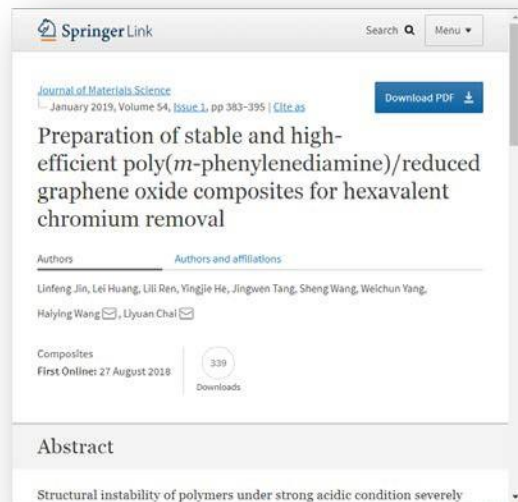 Springer Link
Search
Menu ▾
Journal of Materials Science
January 2019, Volume 54, Issue 1, pp 383–395 | Cite as
Download PDF
Preparation of stable and high-
efficient poly(m-phenylenediamine)/reduced
graphene oxide composites for hexavalent
chromium removal
Authors
Authors and affiliations
Linfeng Jin, Lei Huang, Lili Ren, Yingjie He, Jingwen Tang, Sheng Wang, Weichun Yang,
Haiying Wang, Liyuan Chai
Composites
First Online: 27 August 2018
339
Downloads
Abstract
Structural instability of polymers under strong acidic condition severely